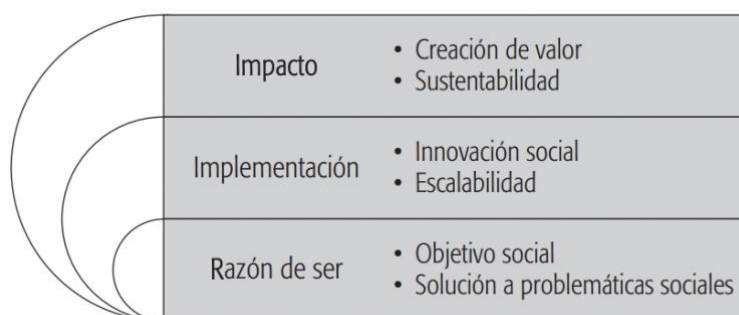 Impacto
• Creación de valor
• Sustentabilidad
Implementación
• Innovación social
• Escalabilidad
Razón de ser
• Objetivo social
• Solución a problemáticas sociales